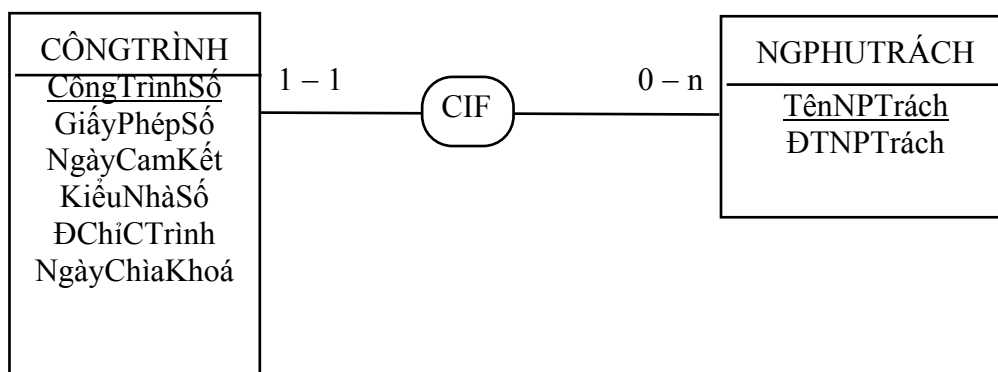 CÔNGTRÌNH
CôngTrìnhSố
GiấyPhépSố
NgàyCamKết
KiểuNhàSố
ĐChỉCTrình
NgàyChìaKhoá
1 – 1
CIF
0 – n
NGPHUTRÁCH
TênNPTrách
ĐTNPTrách